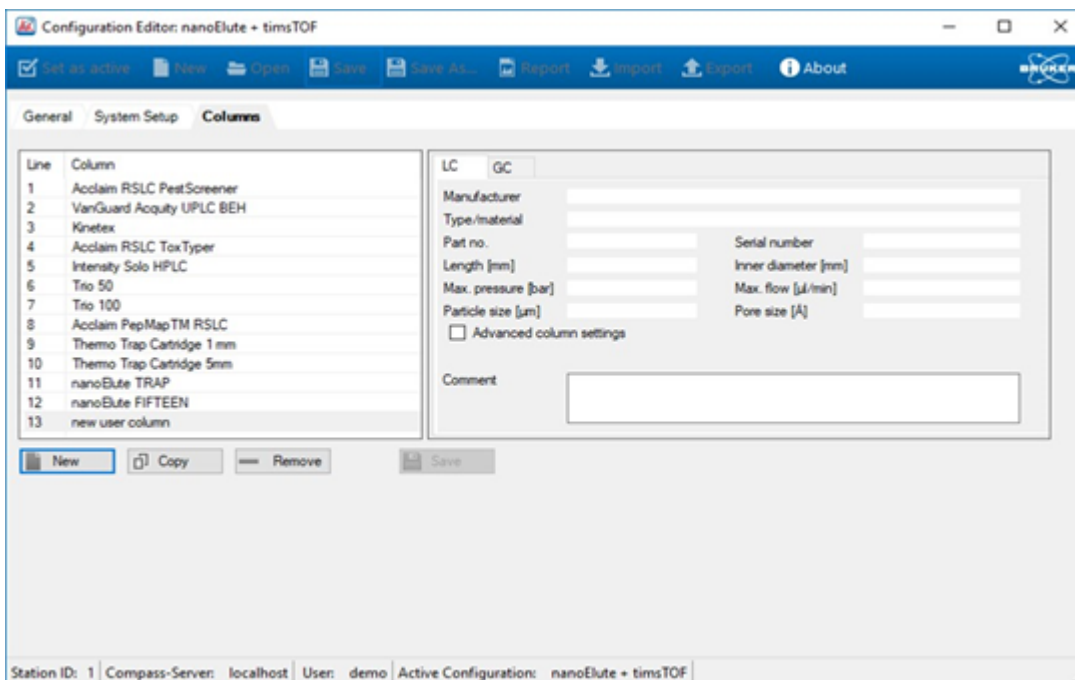 Configuration Editor: nanoElute + timsTOF
Set as active New Open Save Save As... Report Import Export About BRUKER
General System Setup Columns
Line Column
1 Acclaim RSLC PestScreener
2 VanGuard Acquity UPLC BEH
3 Kinetex
4 Acclaim RSLC ToxTyper
5 Intensity Solo HPLC
6 Trio 50
7 Trio 100
8 Acclaim PepMapTM RSLC
9 Thermo Trap Cartridge 1 mm
10 Thermo Trap Cartridge 5mm
11 nanoElute TRAP
12 nanoElute FIFTEEN
13 new user column
LC GC
Manufacturer
Type/material
Part no. Serial number
Length [mm] Inner diameter [mm]
Max. pressure [bar] Max. flow [µl/min]
Particle size [µm] Pore size [Å]
Advanced column settings
Comment
New Copy Remove Save
Station ID: 1 Compass-Server: localhost User: demo Active Configuration: nanoElute + timsTOF